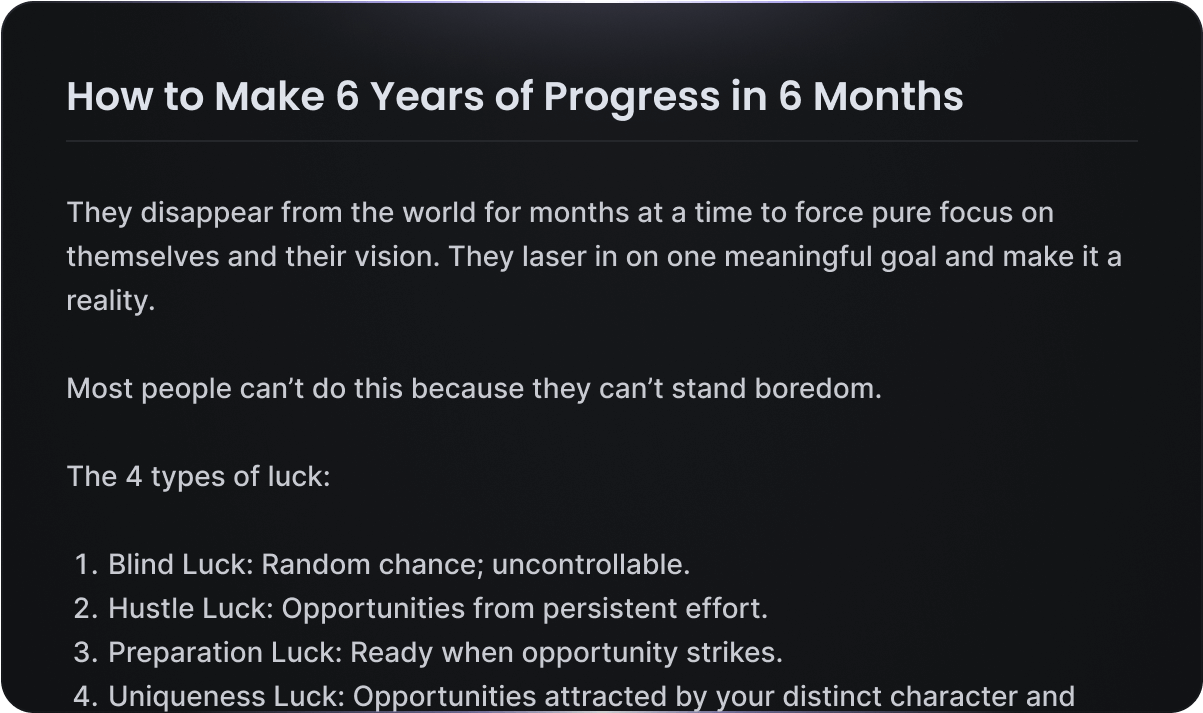 How to Make 6 Years of Progress in 6 Months
They disappear from the world for months at a time to force pure focus on
themselves and their vision. They laser in on one meaningful goal and make it a
reality.
Most people can’t do this because they can’t stand boredom.
The 4 types of luck:
1. Blind Luck: Random chance; uncontrollable.
2. Hustle Luck: Opportunities from persistent effort.
3. Preparation Luck: Ready when opportunity strikes.
4. Uniqueness Luck: Opportunities attracted by your distinct character and